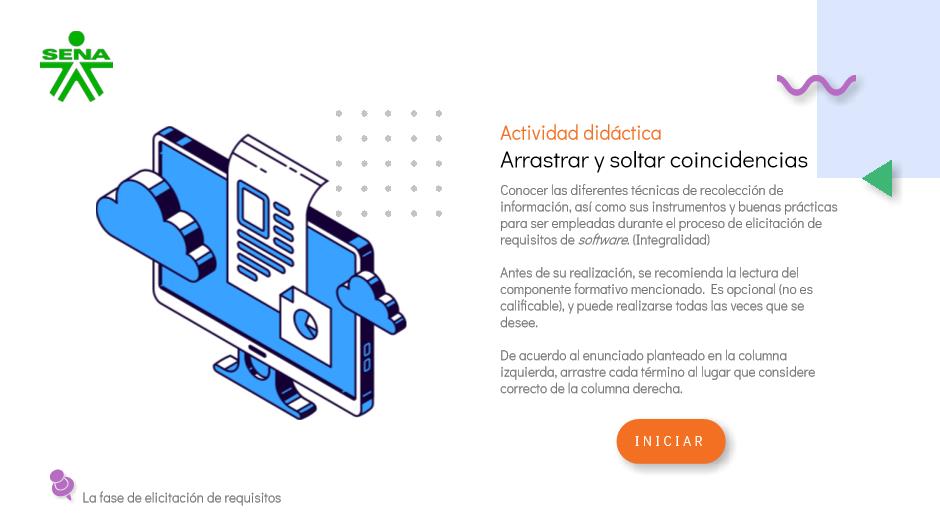 SENA
Actividad didáctica
Arrastrar y soltar coincidencias
Conocer las diferentes técnicas de recolección de
información, así como sus instrumentos y buenas prácticas
para ser empleadas durante el proceso de elicitación de
requisitos de software. (Integralidad)
Antes de su realización, se recomienda la lectura del
componente formativo mencionado. Es opcional (no es
calificable), y puede realizarse todas las veces que se
desee.
De acuerdo al enunciado planteado en la columna
izquierda, arrastre cada término al lugar que considere
correcto de la columna derecha.
INICIAR
La fase de elicitación de requisitos